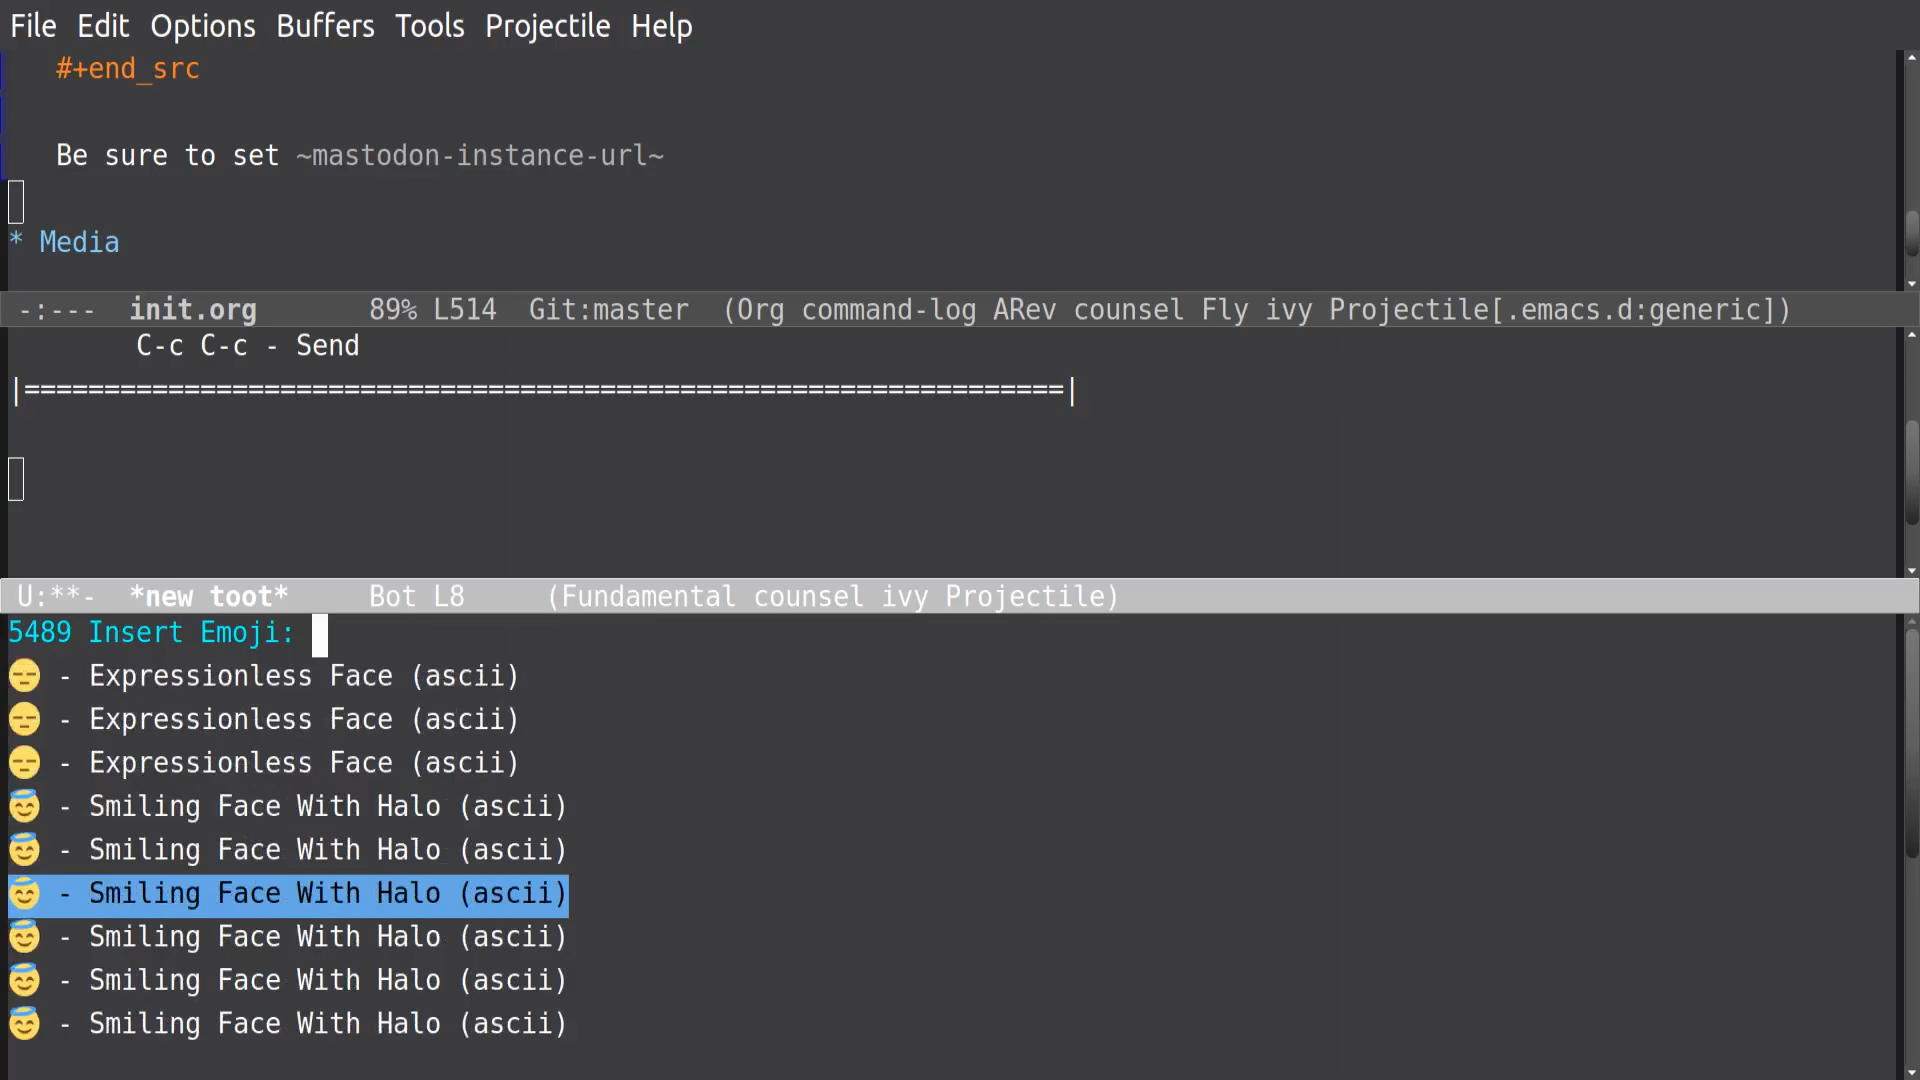 File Edit Options Buffers Tools Projectile Help
#+end_src
Be sure to set ~mastodon-instance-url~
* Media
-:--- init.org 89% L514 Git:master (Org command-log ARev counsel Fly ivy Projectile[.emacs.d:generic])
C-c C-c - Send
|=================================================================|
U:**- *new toot* Bot L8 (Fundamental counsel ivy Projectile)
5489 Insert Emoji:
😑 - Expressionless Face (ascii)
😑 - Expressionless Face (ascii)
😑 - Expressionless Face (ascii)
😇 - Smiling Face With Halo (ascii)
😇 - Smiling Face With Halo (ascii)
😇 - Smiling Face With Halo (ascii)
😇 - Smiling Face With Halo (ascii)
😇 - Smiling Face With Halo (ascii)
😇 - Smiling Face With Halo (ascii)